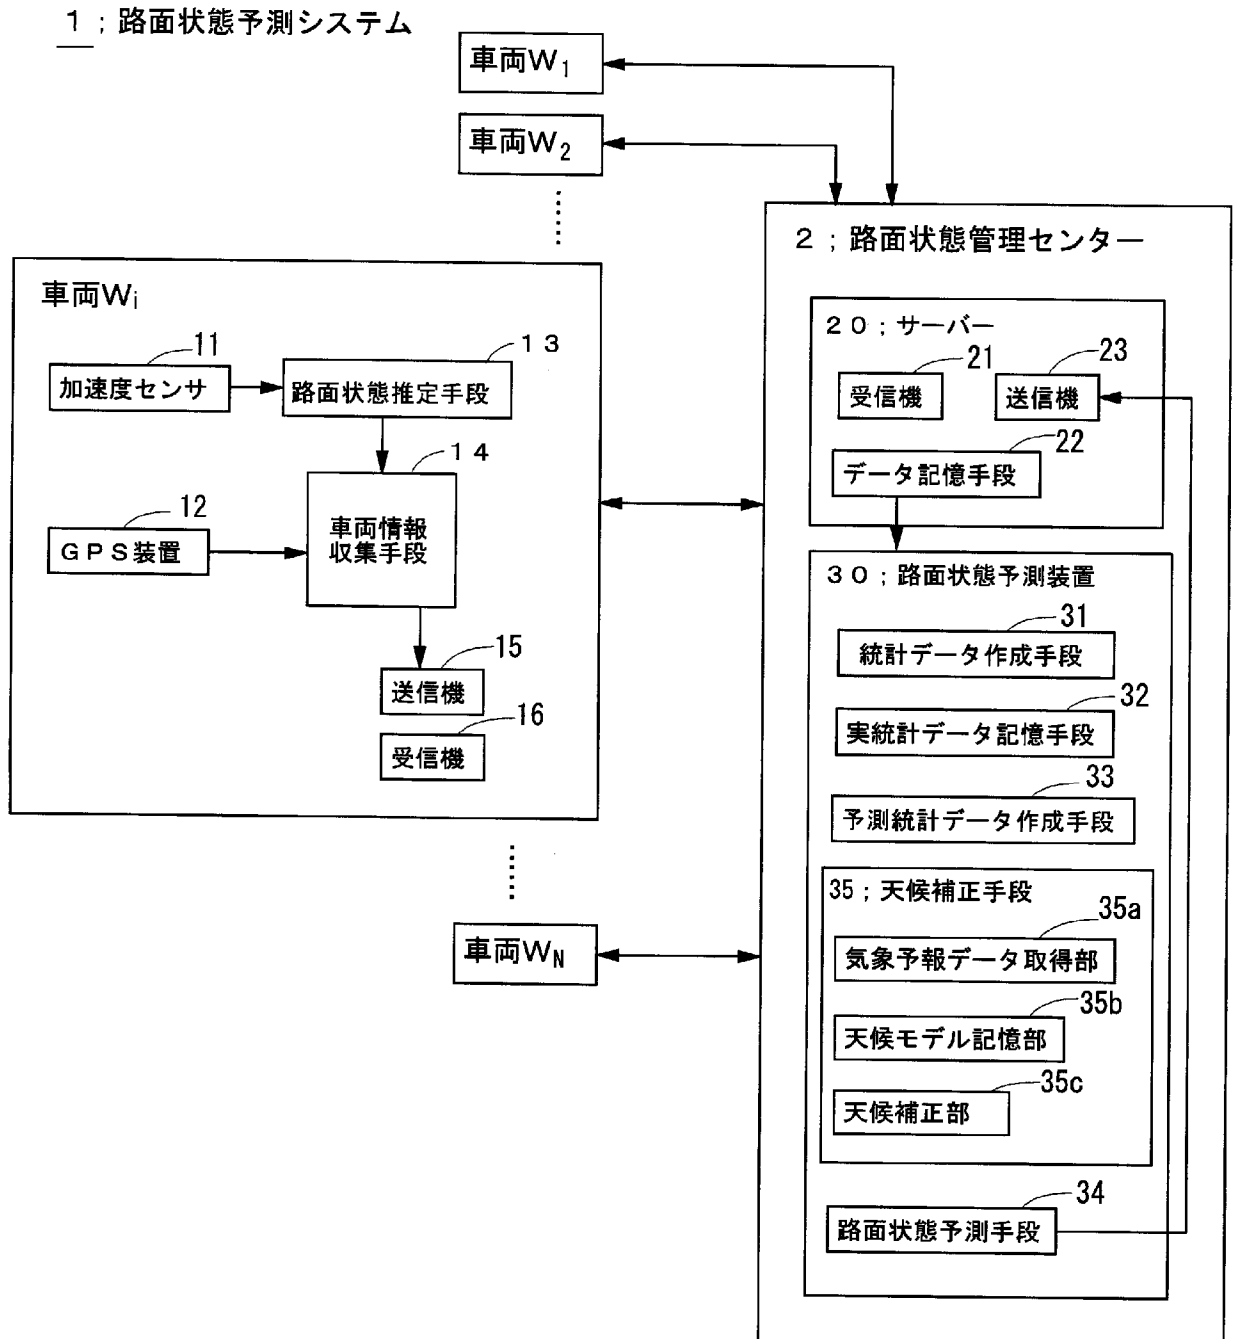 1；路面状態予測システム
車両W1
車両W2
車両Wi
11
加速度センサ
13
路面状態推定手段
14
車両情報
収集手段
12
GPS装置
15
送信機
16
受信機
車両WN
2；路面状態管理センター
20；サーバー
21
受信機
23
送信機
22
データ記憶手段
30；路面状態予測装置
31
統計データ作成手段
32
実統計データ記憶手段
33
予測統計データ作成手段
35；天候補正手段
35a
気象予報データ取得部
35b
天候モデル記憶部
35c
天候補正部
34
路面状態予測手段